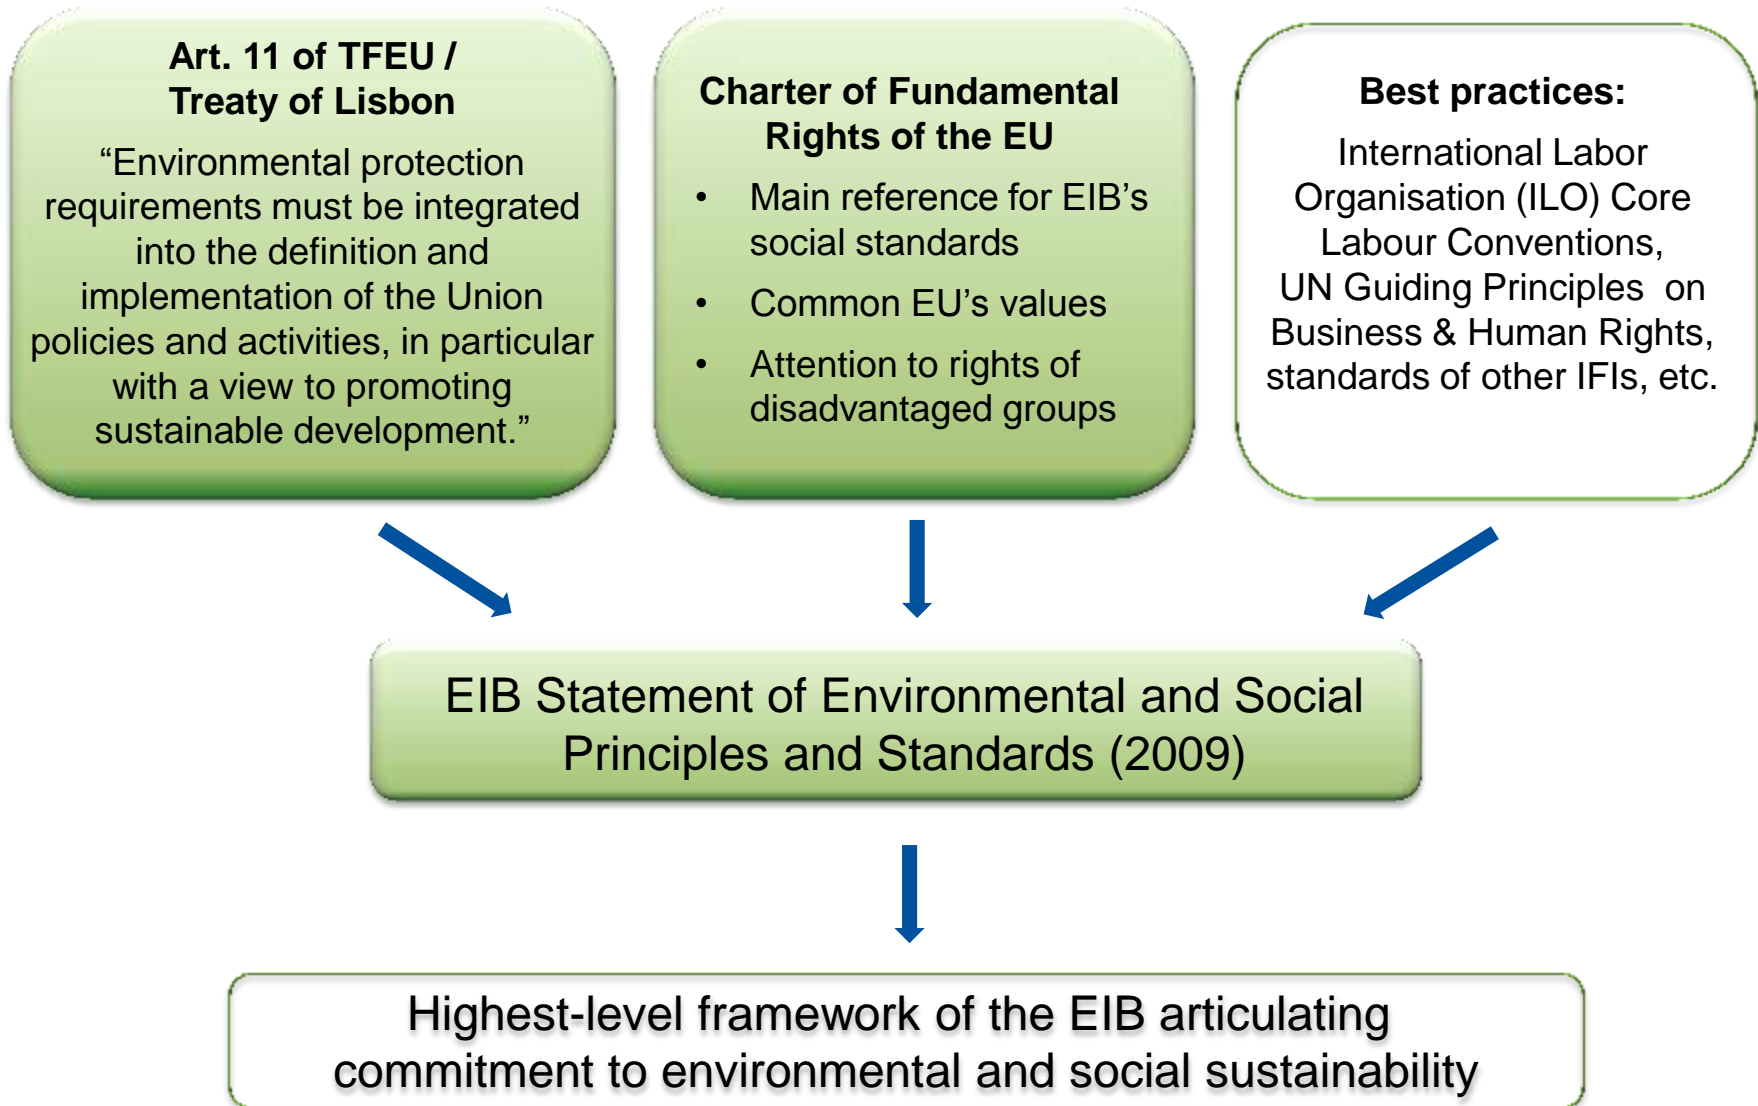 Art. 11 of TFEU /
Treaty of Lisbon
“Environmental protection
requirements must be integrated
into the definition and
implementation of the Union
policies and activities, in particular
with a view to promoting
sustainable development.”
Charter of Fundamental
Rights of the EU
• Main reference for EIB’s
social standards
• Common EU’s values
• Attention to rights of
disadvantaged groups
Best practices:
International Labor
Organisation (ILO) Core
Labour Conventions,
UN Guiding Principles on
Business & Human Rights,
standards of other IFIs, etc.
EIB Statement of Environmental and Social
Principles and Standards (2009)
Highest-level framework of the EIB articulating
commitment to environmental and social sustainability